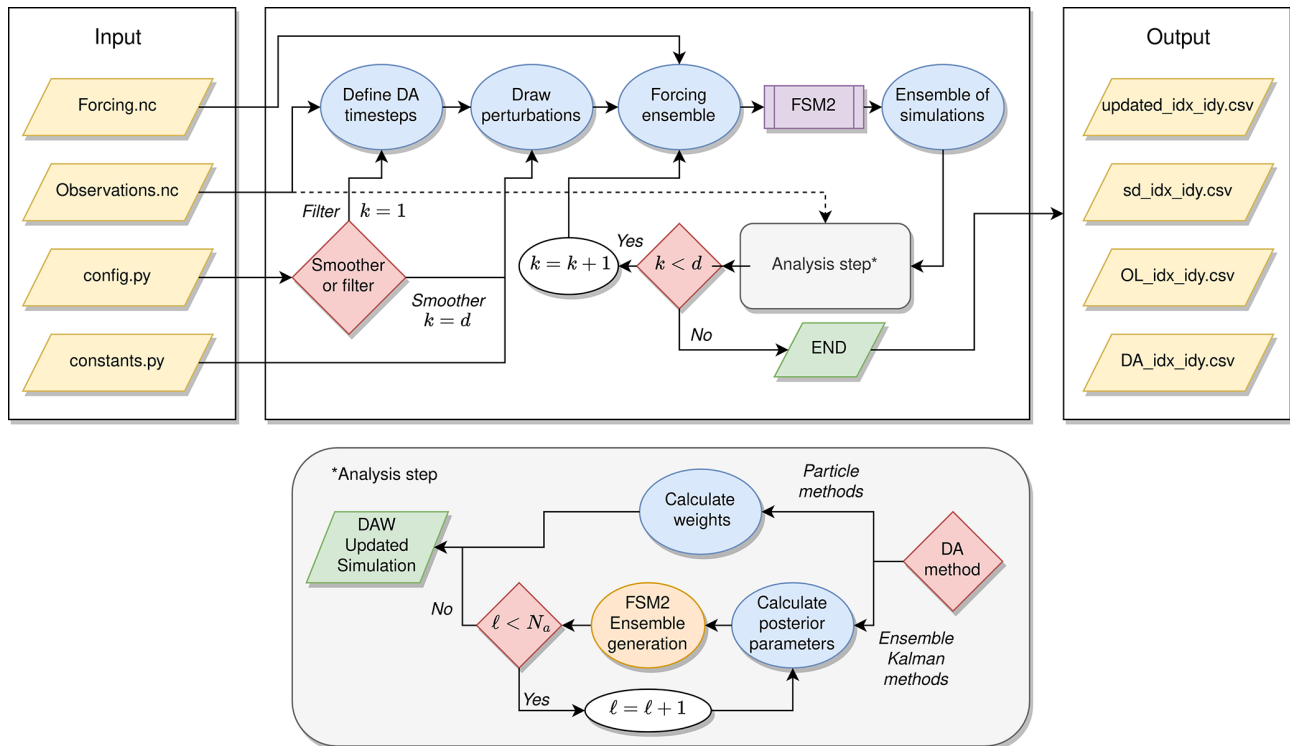 Input
Forcing.nc
Observations.nc
config.py
constants.py
Define DA
timesteps
Draw
perturbations
Forcing
ensemble
FSM2
Ensemble of
simulations
Filter k = 1
Smoother
or filter
Smoother
k = d
k = k + 1
Yes
k < d
No
Analysis step*
END
Output
updated_idx_idy.csv
sd_idx_idy.csv
OL_idx_idy.csv
DA_idx_idy.csv
*Analysis step
DAW
Updated
Simulation
Calculate
weights
Particle
methods
DA
method
No
ℓ < Nₐ
FSM2
Ensemble
generation
Calculate
posterior
parameters
Ensemble
Kalman
methods
Yes
ℓ = ℓ + 1